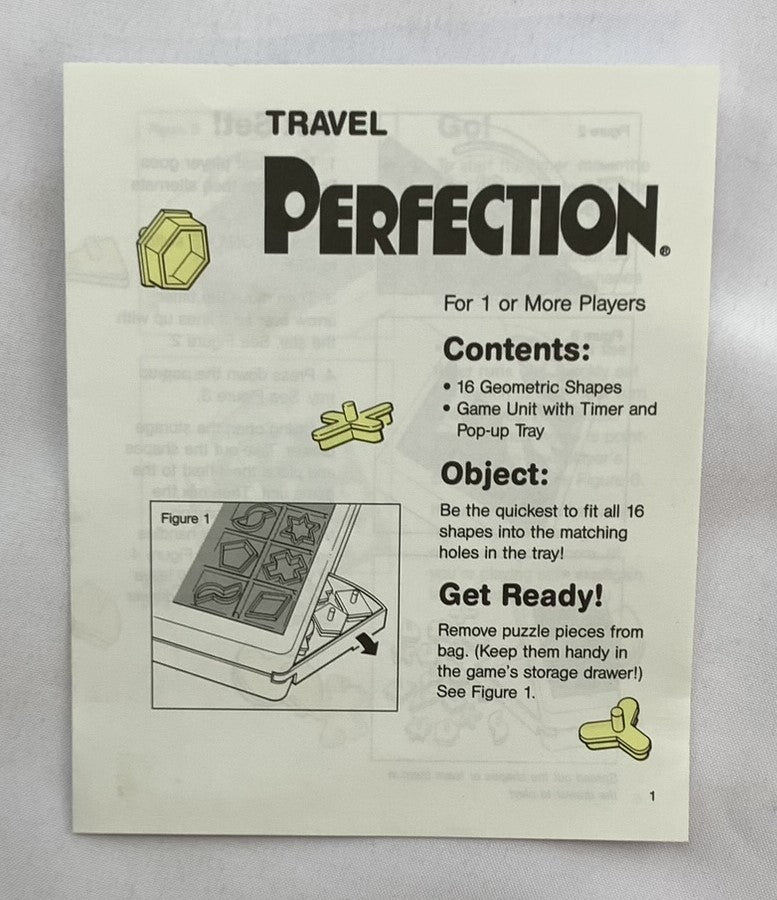 TRAVEL
PERFECTION®
For 1 or More Players
Contents:
• 16 Geometric Shapes
• Game Unit with Timer and
Pop-up Tray
Object:
Be the quickest to fit all 16
shapes into the matching
holes in the tray!
Get Ready!
Remove puzzle pieces from
bag. (Keep them handy in
the game's storage drawer!)
See Figure 1.
Figure 1
1